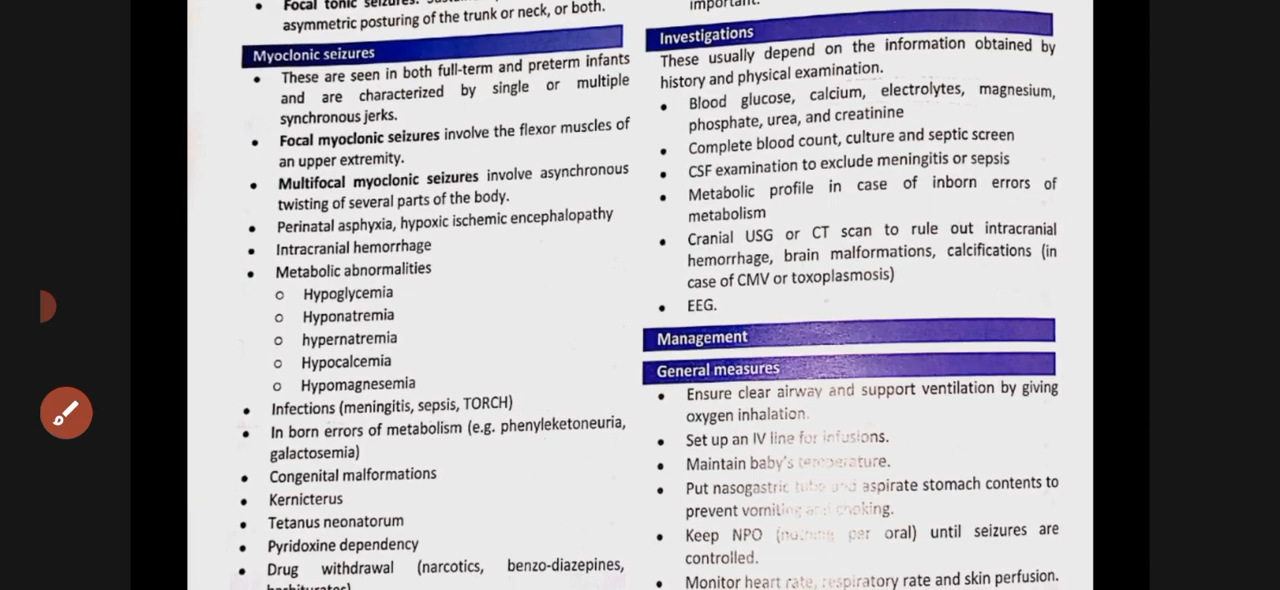 Focal tonic seizures:
asymmetric posturing of the trunk or neck, or both.
Myoclonic seizures
These are seen in both full-term and preterm infants
and are characterized by single or multiple
synchronous jerks.
Focal myoclonic seizures involve the flexor muscles of
an upper extremity.
Multifocal myoclonic seizures involve asynchronous
twisting of several parts of the body.
Perinatal asphyxia, hypoxic ischemic encephalopathy
Intracranial hemorrhage
Metabolic abnormalities
Hypoglycemia
Hyponatremia
hypernatremia
Hypocalcemia
Hypomagnesemia
Infections (meningitis, sepsis, TORCH)
In born errors of metabolism (e.g. phenyleketoneuria,
galactosemia)
Congenital malformations
Kernicterus
Tetanus neonatorum
Pyridoxine dependency
Drug withdrawal (narcotics, benzo-diazepines,
important.
Investigations
These usually depend on the information obtained by
history and physical examination.
Blood glucose, calcium, electrolytes, magnesium,
phosphate, urea, and creatinine
Complete blood count, culture and septic screen
CSF examination to exclude meningitis or sepsis
Metabolic profile in case of inborn errors of
metabolism
Cranial USG or CT scan to rule out intracranial
hemorrhage, brain malformations, calcifications (in
case of CMV or toxoplasmosis)
EEG.
Management
General measures
Ensure clear airway and support ventilation by giving
oxygen inhalation.
Set up an IV line for infusions.
Maintain baby's temperature.
Put nasogastric tube and aspirate stomach contents to
prevent vomiting and choking.
Keep NPO (nothing per oral) until seizures are
controlled.
Monitor heart rate, respiratory rate and skin perfusion.